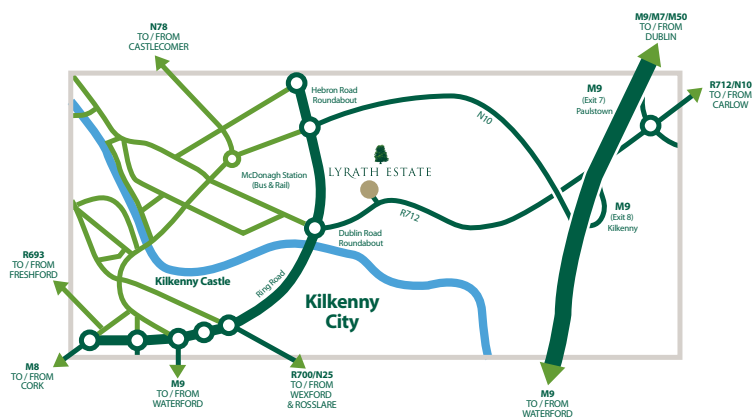 N78
TO / FROM
CASTLECOMER
M9/M7/M50
TO / FROM
DUBLIN
R712/N10
TO / FROM
CARLOW
Hebron Road
Roundabout
M9
(Exit 7)
Paulstown
N10
McDonagh Station
(Bus & Rail)
LYRATH ESTATE
R712
M9
(Exit 8)
Kilkenny
Dublin Road
Roundabout
R693
TO / FROM
FRESHFORD
Kilkenny Castle
Ring Road
Kilkenny
City
M8
TO / FROM
CORK
M9
TO / FROM
WATERFORD
R700/N25
TO / FROM
WEXFORD
& ROSSLARE
M9
TO / FROM
WATERFORD